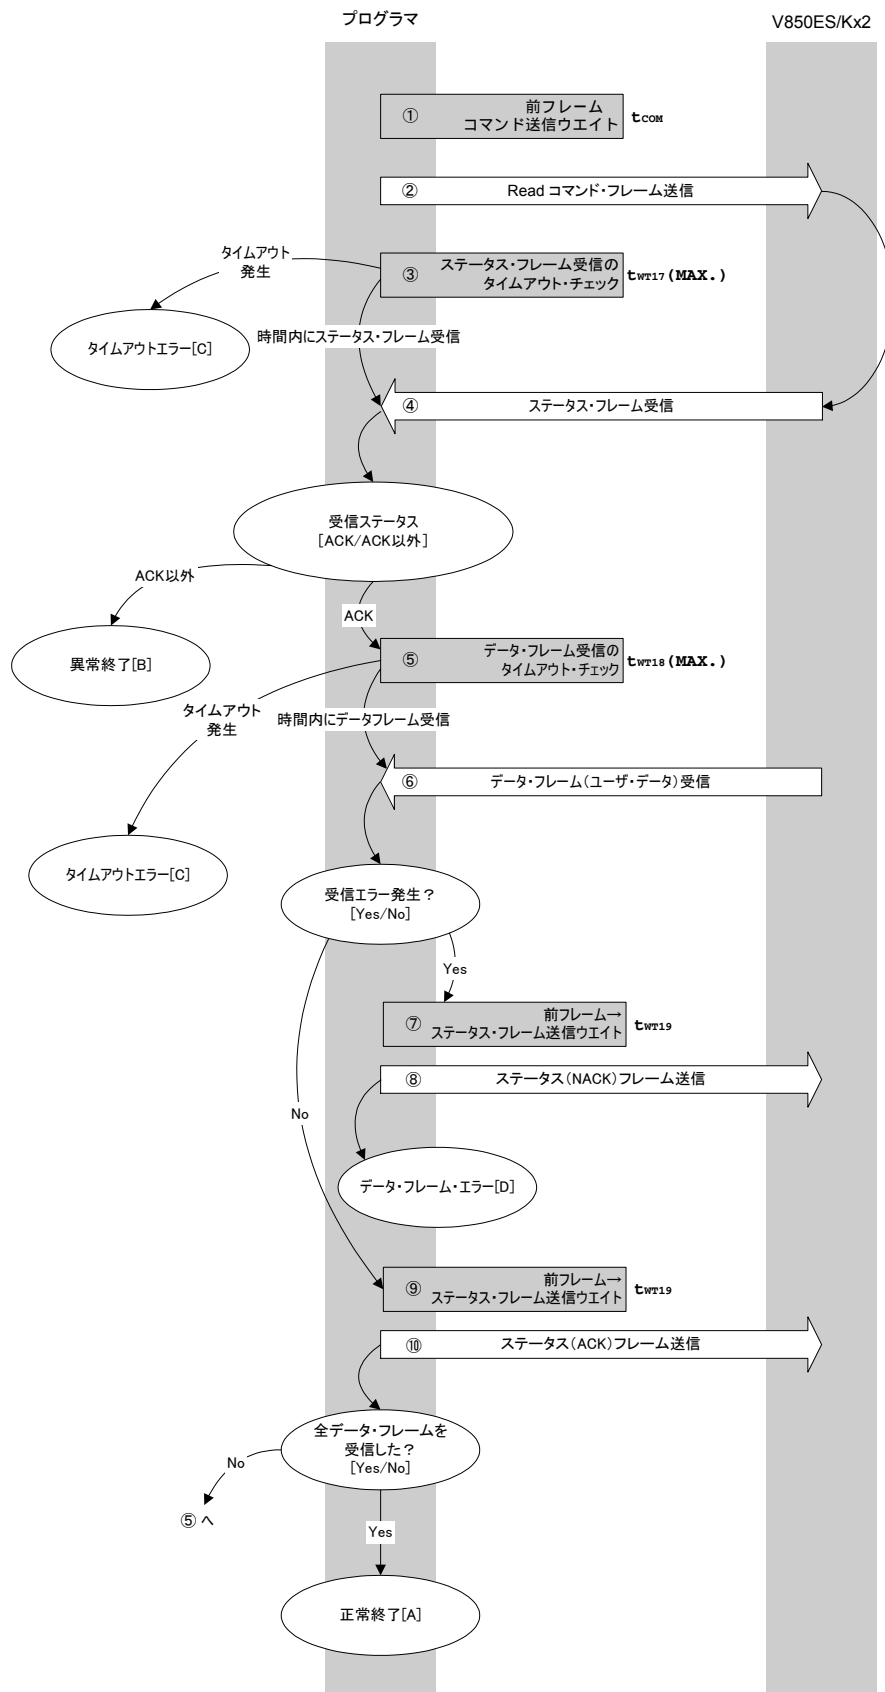 プログラマ
V850ES/Kx2
① 前フレーム
コマンド送信ウエイト
tCOM
② Read コマンド・フレーム送信
タイムアウト
発生
③ ステータス・フレーム受信の
タイムアウト・チェック
tWT17(MAX.)
タイムアウトエラー[C]
時間内にステータス・フレーム受信
④ ステータス・フレーム受信
受信ステータス
[ACK/ACK以外]
ACK以外
ACK
異常終了[B]
⑤ データ・フレーム受信の
タイムアウト・チェック
tWT18(MAX.)
タイムアウト
発生
時間内にデータフレーム受信
⑥ データ・フレーム(ユーザ・データ)受信
タイムアウトエラー[C]
受信エラー発生?
[Yes/No]
Yes
⑦ 前フレーム→
ステータス・フレーム送信ウエイト
tWT19
⑧ ステータス(NACK)フレーム送信
No
データ・フレーム・エラー[D]
⑨ 前フレーム→
ステータス・フレーム送信ウエイト
tWT19
⑩ ステータス(ACK)フレーム送信
全データ・フレームを
受信した?
[Yes/No]
No
⑤ へ
Yes
正常終了[A]